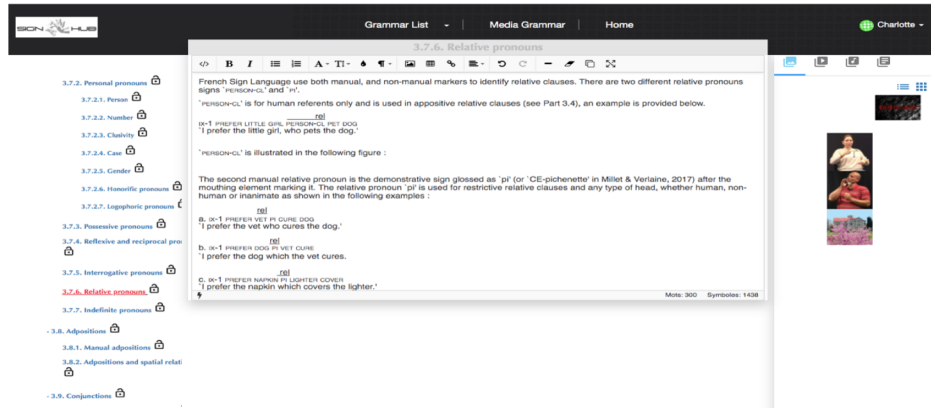 SIGN HUB
Grammar List
Media Grammar
Home
Charlotte
3.7.6. Relative pronouns
3.7.2. Personal pronouns
3.7.2.1. Person
3.7.2.2. Number
3.7.2.3. Clusivity
3.7.2.4. Case
3.7.2.5. Gender
3.7.2.6. Honorific pronouns
3.7.2.7. Logophoric pronouns
3.7.3. Possessive pronouns
3.7.4. Reflexive and reciprocal pro
3.7.5. Interrogative pronouns
3.7.6. Relative pronouns
3.7.7. Indefinite pronouns
- 3.8. Adpositions
3.8.1. Manual adpositions
3.8.2. Adpositions and spatial relati
- 3.9. Conjunctions
French Sign Language use both manual, and non-manual markers to identify relative clauses. There are two different relative pronouns
signs `PERSON-CL' and `PI'.
`PERSON-CL' is for human referents only and is used in appositive relative clauses (see Part 3.4), an example is provided below.
rel
IX-1 PREFER LITTLE GIRL PERSON-CL PET DOG
`I prefer the little girl, who pets the dog.'
`PERSON-CL' is illustrated in the following figure :
The second manual relative pronoun is the demonstrative sign glossed as `pi' (or `CE-pichenette' in Millet & Verlaine, 2017) after the
mouthing element marking it. The relative pronoun `pi' is used for restrictive relative clauses and any type of head, whether human, non-
human or inanimate as shown in the following examples :
rel
a. IX-1 PREFER VET PI CURE DOG
`I prefer the vet who cures the dog.'
rel
b. IX-1 PREFER DOG PI VET CURE
`I prefer the dog which the vet cures.
rel
c. IX-1 PREFER NAPKIN PI LIGHTER COVER
`I prefer the napkin which covers the lighter.'
Mots: 300 Symboles: 1438